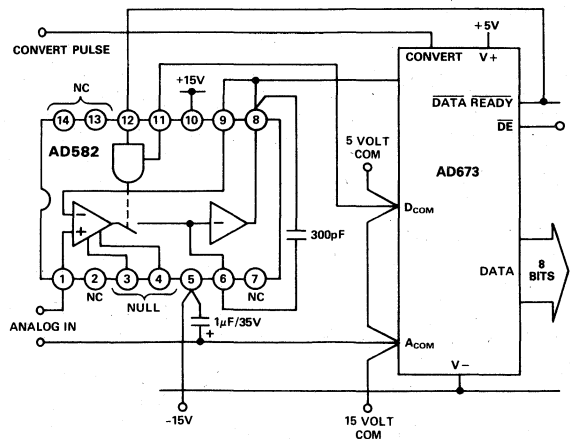 CONVERT PULSE
NC
+15V
+5V
CONVERT V+
14 13 12 11 10 9 8
AD582
DATA READY
DE
5 VOLT
COM
AD673
DCOM
300pF
−
+
−
8
BITS
DATA
1 2 3 4 5 6 7
NC NULL NC
ANALOG IN
1µF/35V
+
ACOM
V−
−15V
15 VOLT
COM